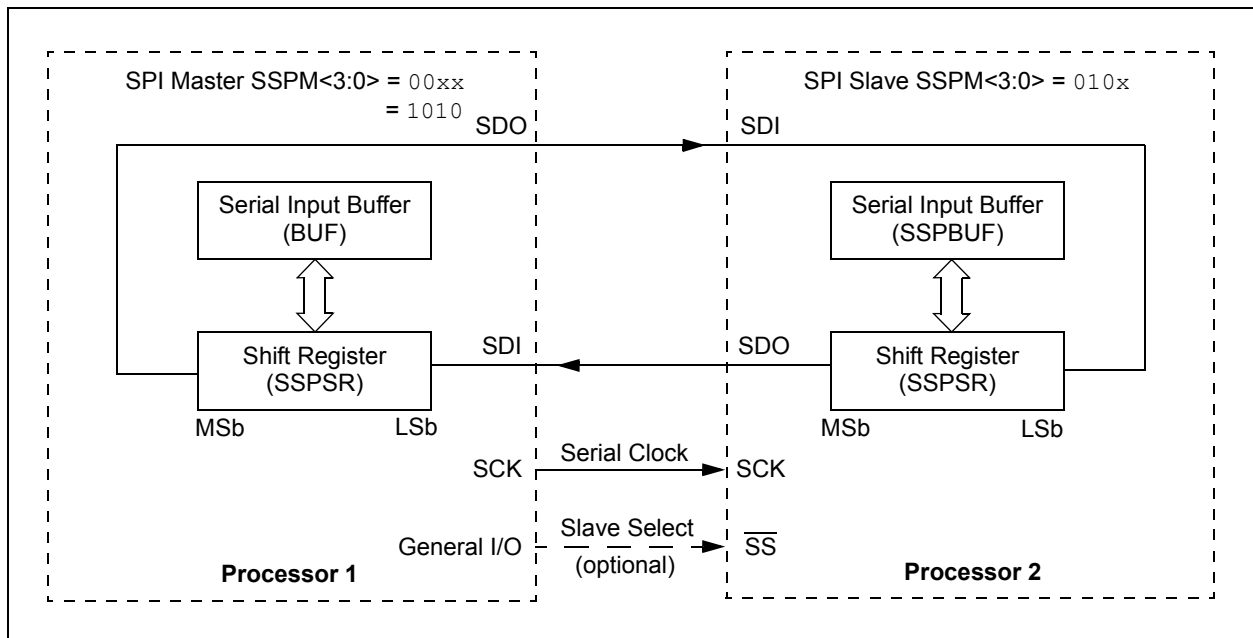 SPI Master SSPM<3:0> = 00xx
= 1010
SDO
Serial Input Buffer
(BUF)
Shift Register
(SSPSR)
MSb
LSb
SDI
SCK
General I/O
Processor 1
Serial Clock
Slave Select
(optional)
SPI Slave SSPM<3:0> = 010x
SDI
Serial Input Buffer
(SSPBUF)
SDO
Shift Register
(SSPSR)
MSb
LSb
SCK
S̅S̅
Processor 2